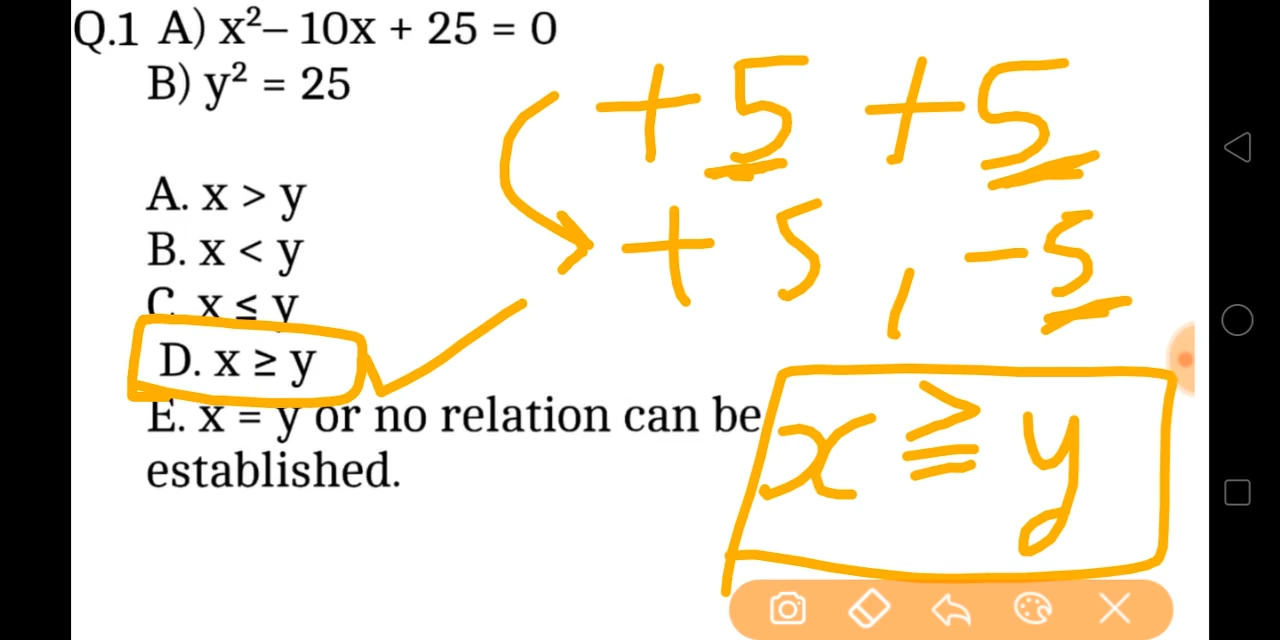 Q.1 A) x²– 10x + 25 = 0
B) y² = 25
+5 +5
+5, -5
A. x > y
B. x < y
C. x ≤ y
D. x ≥ y
E. x = y or no relation can be
established.
x ≧ y